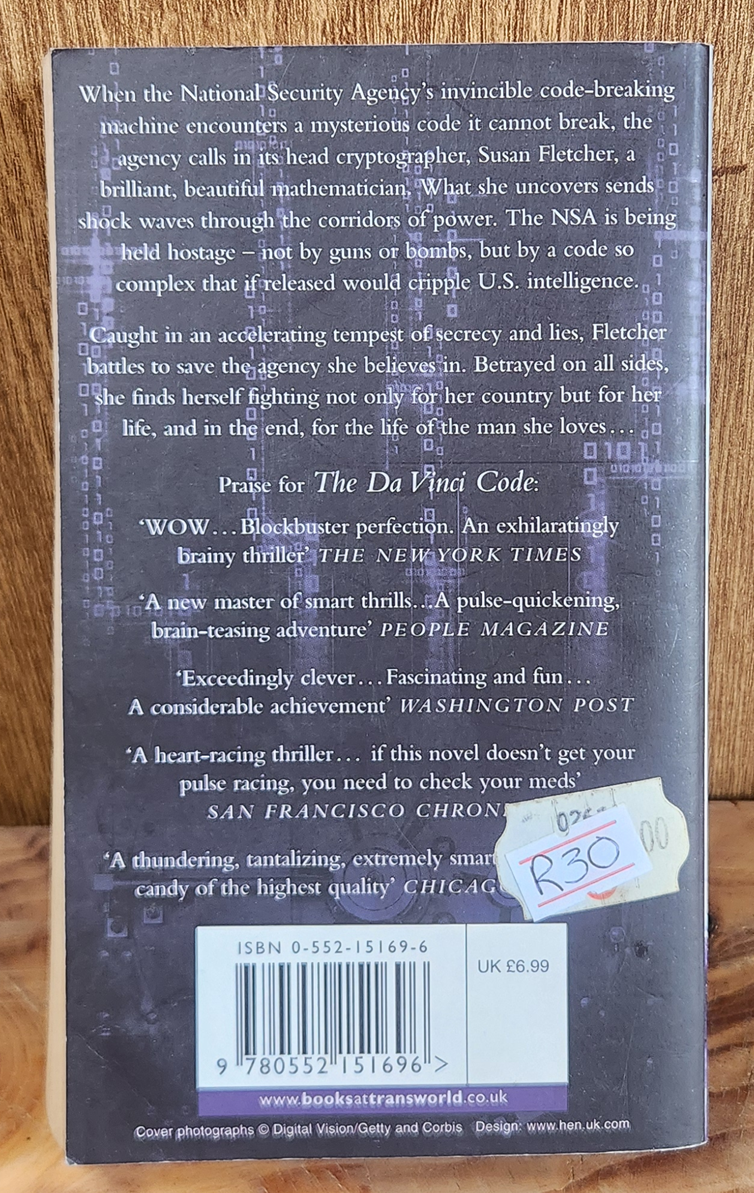 When the National Security Agency's invincible code-breaking
machine encounters a mysterious code it cannot break, the
agency calls in its head cryptographer, Susan Fletcher, a
brilliant, beautiful mathematician. What she uncovers sends
shock waves through the corridors of power. The NSA is being
held hostage – not by guns or bombs, but by a code so
complex that if released would cripple U.S. intelligence.
Caught in an accelerating tempest of secrecy and lies, Fletcher
battles to save the agency she believes in. Betrayed on all sides,
she finds herself fighting not only for her country but for her
life, and in the end, for the life of the man she loves...
Praise for The Da Vinci Code:
'WOW...Blockbuster perfection. An exhilaratingly
brainy thriller' THE NEW YORK TIMES
'A new master of smart thrills...A pulse-quickening,
brain-teasing adventure' PEOPLE MAGAZINE
'Exceedingly clever...Fascinating and fun...
A considerable achievement' WASHINGTON POST
'A heart-racing thriller... if this novel doesn't get your
pulse racing, you need to check your meds'
SAN FRANCISCO CHRON
'A thundering, tantalizing, extremely smart
candy of the highest quality' CHICAG
00
R30
ISBN 0-552-15169-6
UK £6.99
9 780552 151696 >
www.booksattransworld.co.uk
Cover photographs © Digital Vision/Getty and Corbis Design: www.hen.uk.com